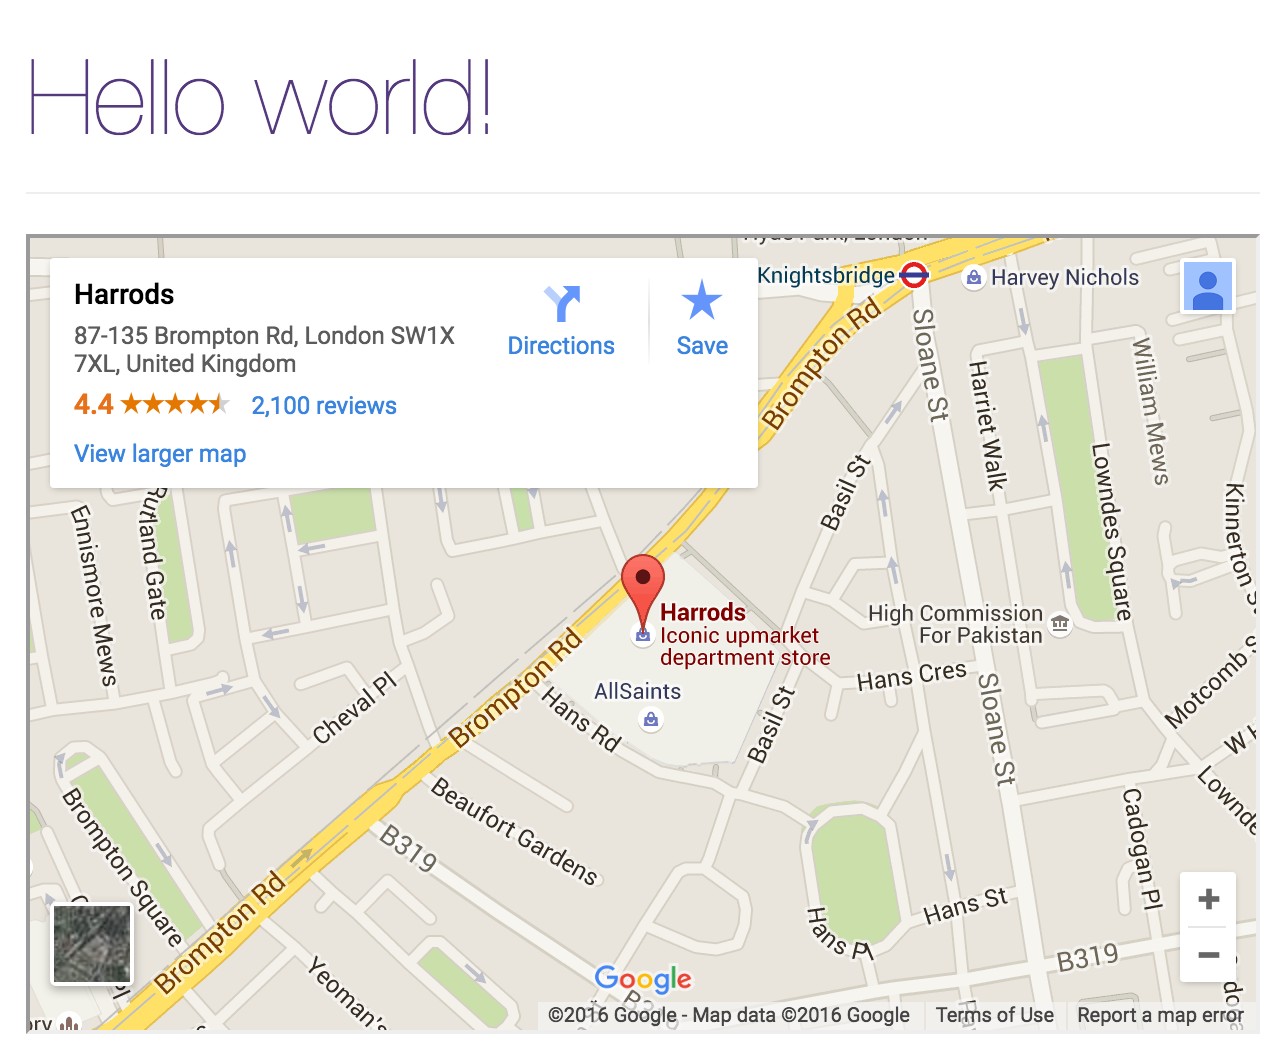 Hello world!
Harrods
87-135 Brompton Rd, London SW1X
7XL, United Kingdom
4.4
2,100 reviews
View larger map
Directions
Save
Hyde Park, London
Knightsbridge
Harvey Nichols
Brompton Rd
Sloane St
Harriet Walk
William Mews
Lowndes Square
Basil St
Ennismore Mews
Rutland Gate
Harrods
Iconic upmarket
department store
High Commission
For Pakistan
AllSaints
Hans Cres
Cheval Pl
Brompton Rd
Hans Rd
Basil St
Sloane St
Beaufort Gardens
B319
Brompton Square
Cadogan Pl
Hans St
Hans Pl
B319
Brompton Rd
Yeoman's
Google
©2016 Google - Map data ©2016 Google
Terms of Use
Report a map error